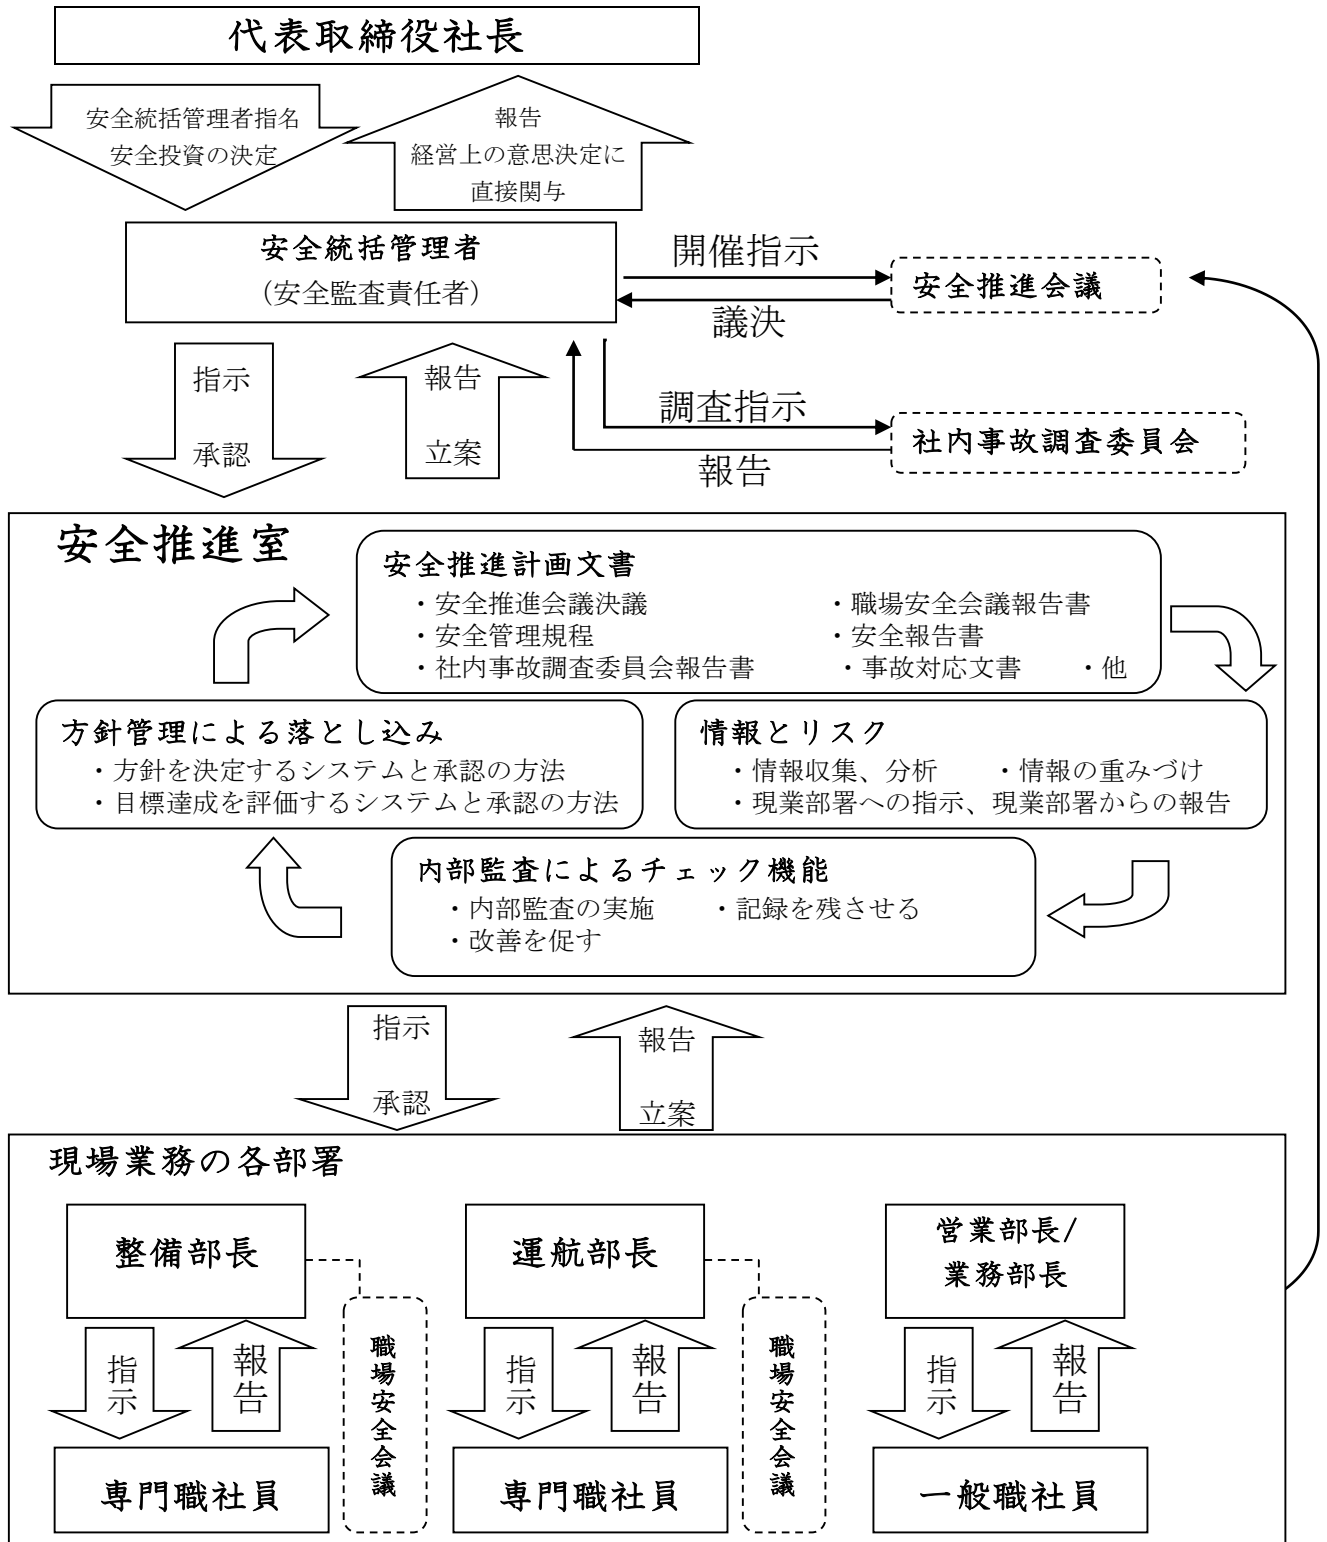 代表取締役社長
安全統括管理者指名
安全投資の決定
報告
経営上の意思決定に
直接関与
安全統括管理者
(安全監査責任者)
開催指示
議決
安全推進会議
指示
承認
報告
立案
調査指示
報告
社内事故調査委員会
安全推進室
安全推進計画文書
・安全推進会議決議 ・職場安全会議報告書
・安全管理規程 ・安全報告書
・社内事故調査委員会報告書 ・事故対応文書 ・他
方針管理による落とし込み
・方針を決定するシステムと承認の方法
・目標達成を評価するシステムと承認の方法
情報とリスク
・情報収集、分析 ・情報の重みづけ
・現業部署への指示、現業部署からの報告
内部監査によるチェック機能
・内部監査の実施 ・記録を残させる
・改善を促す
指示
承認
報告
立案
現場業務の各部署
整備部長
運航部長
営業部長/
業務部長
指示
報告
職場安全会議
指示
報告
職場安全会議
指示
報告
専門職社員
専門職社員
一般職社員